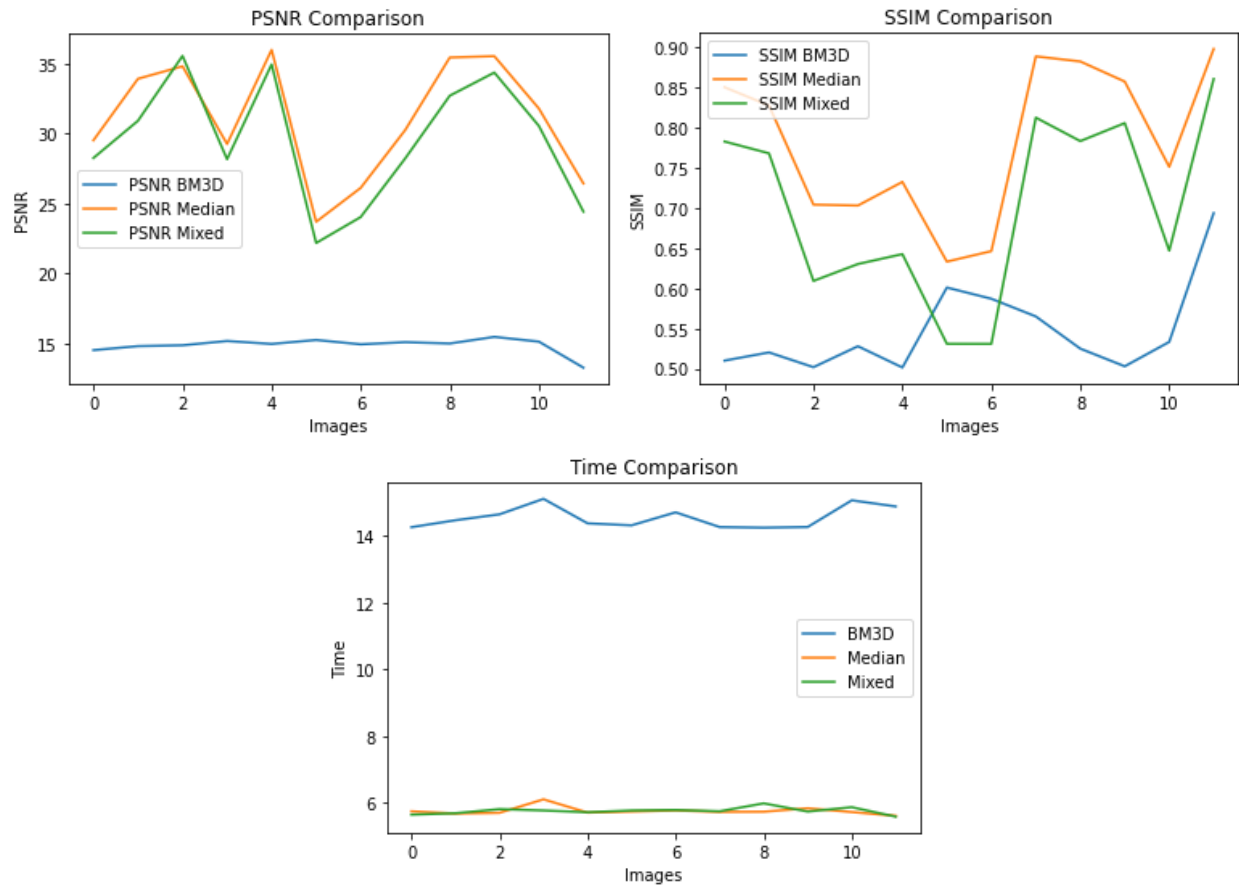 PSNR Comparison
35
30
25
20
15
PSNR
PSNR BM3D
PSNR Median
PSNR Mixed
0 2 4 6 8 10
Images
SSIM Comparison
0.90
0.85
0.80
0.75
0.70
0.65
0.60
0.55
0.50
SSIM
SSIM BM3D
SSIM Median
SSIM Mixed
0 2 4 6 8 10
Images
Time Comparison
14
12
10
8
6
Time
BM3D
Median
Mixed
0 2 4 6 8 10
Images